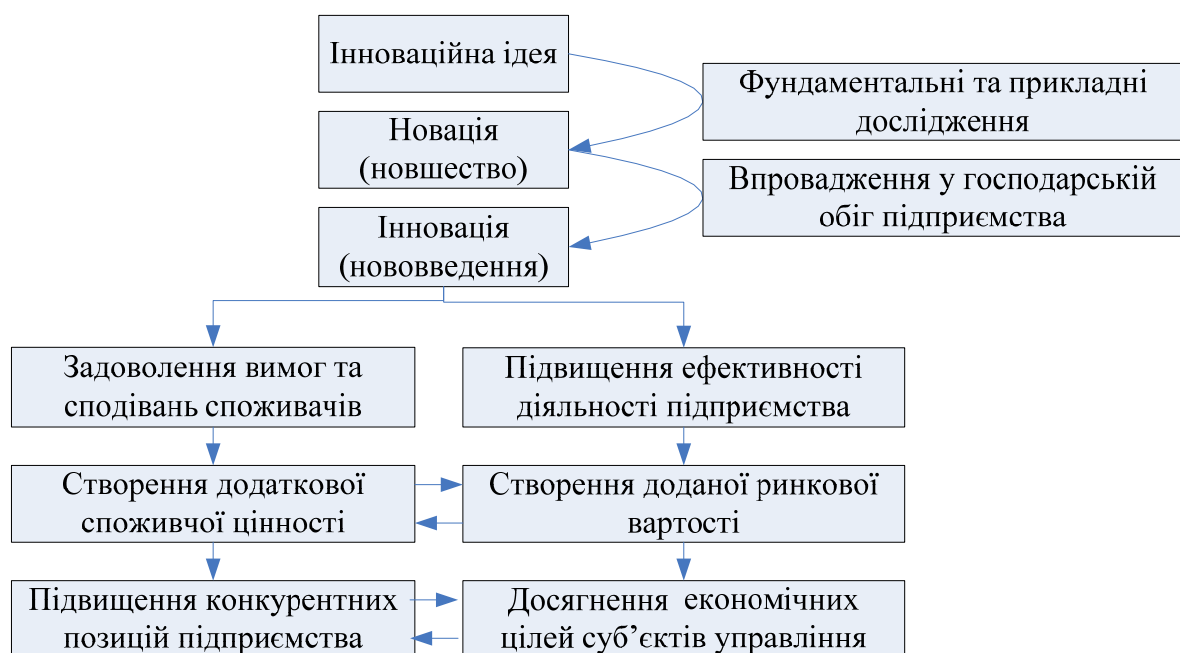 Інноваційна ідея
Фундаментальні та прикладні
дослідження
Новація
(новшество)
Впровадження у господарській
обіг підприємства
Інновація
(нововведення)
Задоволення вимог та
сподівань споживачів
Підвищення ефективності
діяльності підприємства
Створення додаткової
споживчої цінності
Створення доданої ринкової
вартості
Підвищення конкурентних
позицій підприємства
Досягнення економічних
цілей суб’єктів управління